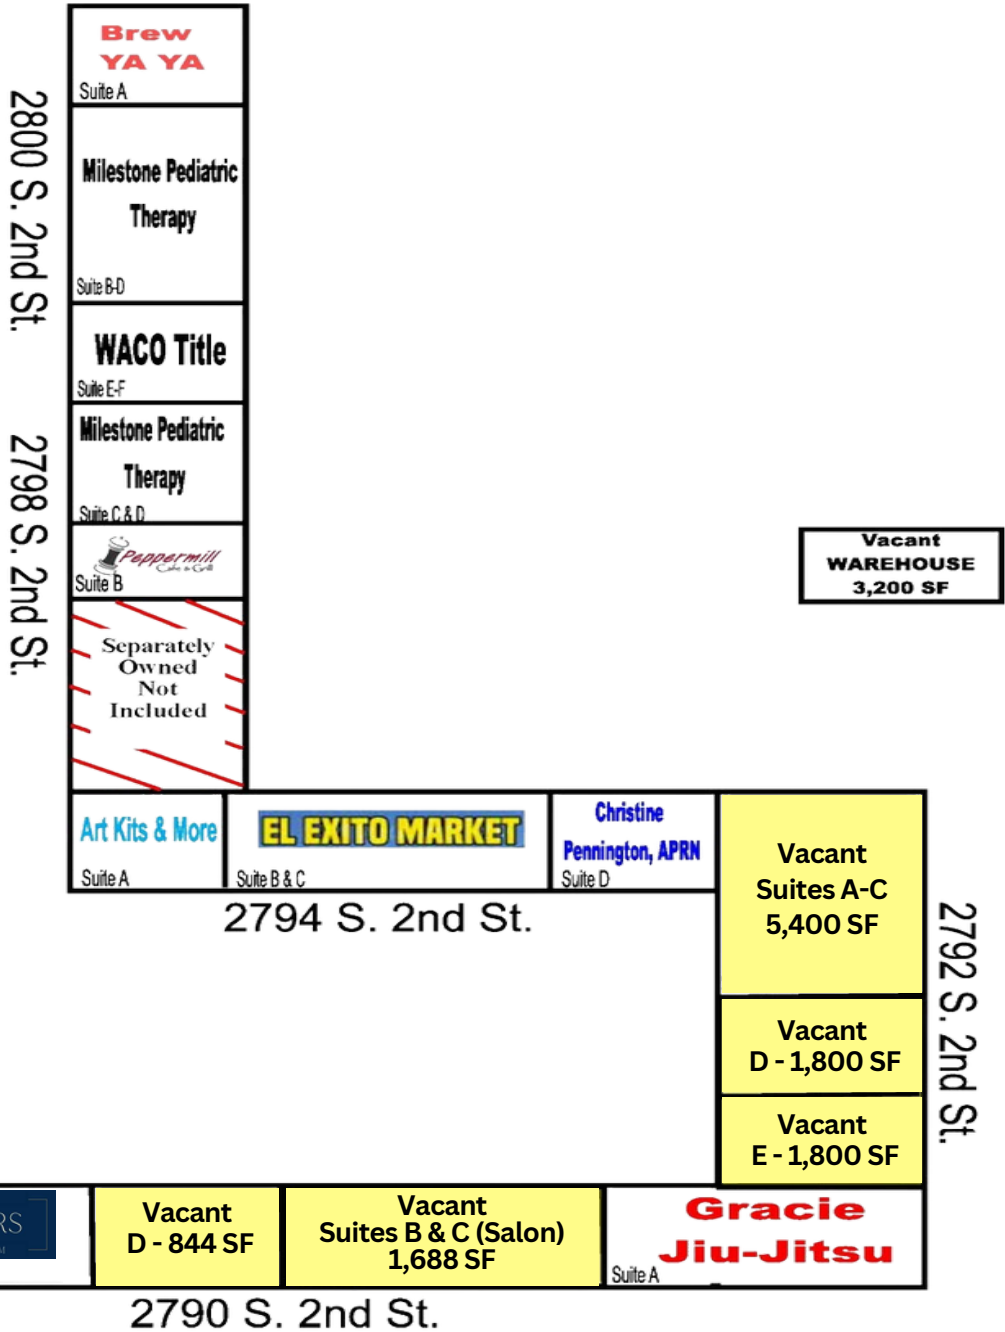 Brew
YA YA
Suite A
2800 S. 2nd St.
Milestone Pediatric
Therapy
Suite B-D
WACO Title
Suite E-F
2798 S. 2nd St.
Milestone Pediatric
Therapy
Suite C & D
Peppermill
Cafe & Grill
Suite B
Separately
Owned
Not
Included
Vacant
WAREHOUSE
3,200 SF
Art Kits & More
Suite A
EL EXITO MARKET
Suite B & C
Christine
Pennington, APRN
Suite D
2794 S. 2nd St.
Vacant
Suites A-C
5,400 SF
Vacant
D - 1,800 SF
Vacant
E - 1,800 SF
2792 S. 2nd St.
RS
Vacant
D - 844 SF
Vacant
Suites B & C (Salon)
1,688 SF
Gracie
Jiu-Jitsu
Suite A
2790 S. 2nd St.